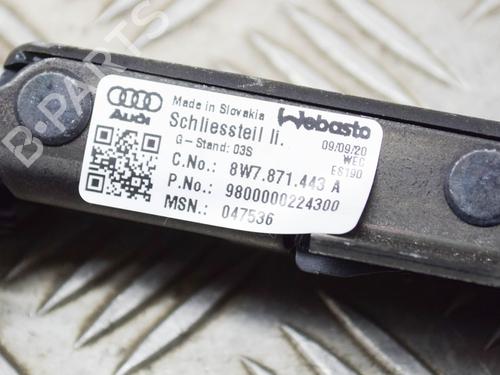 B-PARTS
Audi
Made in Slovakia
Webasto
Schliessteil li.
09/09/20
G-Stand: 03S
WEC
C.No.: 8W7.871.443 A
ES190
P.No.: 9800000224300
MSN.: 047536